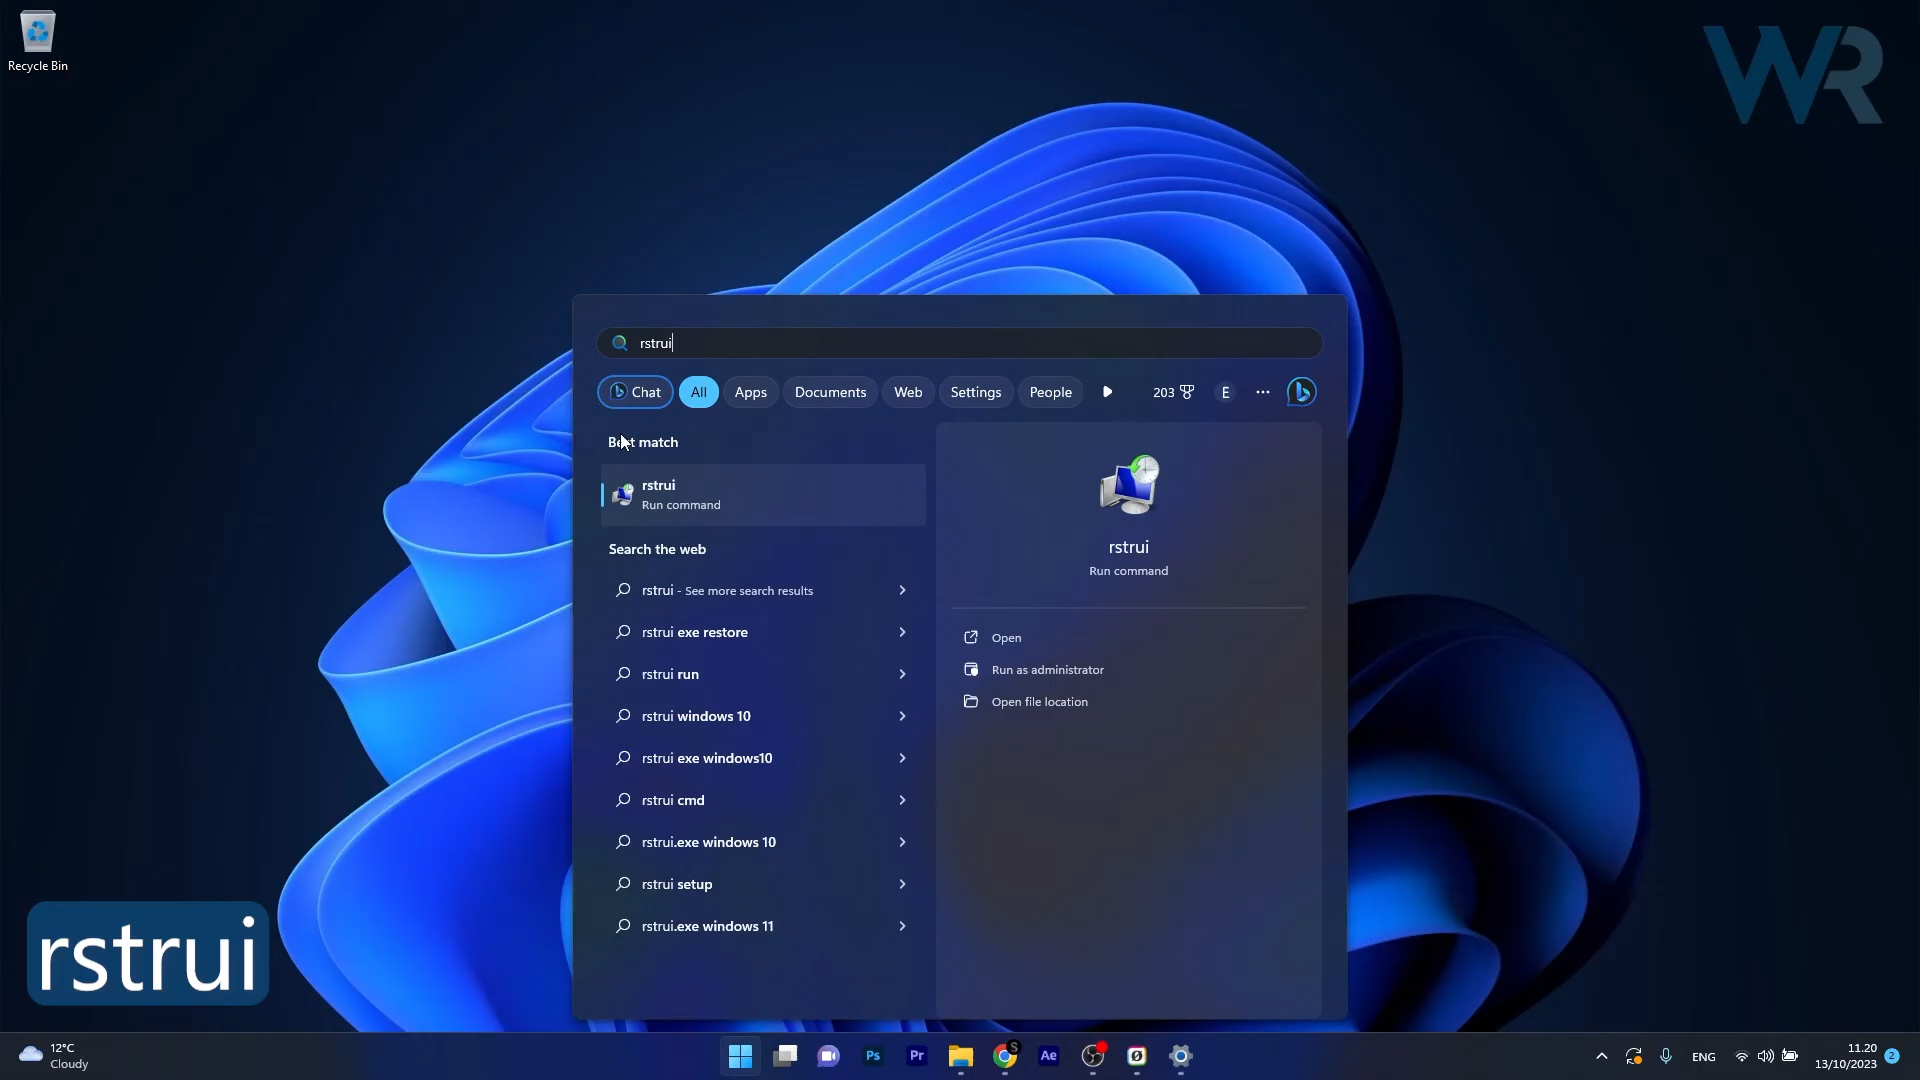 Recycle Bin
WR
rstrui
Chat
All
Apps
Documents
Web
Settings
People
203
E
Best match
rstrui
Run command
Search the web
rstrui - See more search results
rstrui exe restore
rstrui run
rstrui windows 10
rstrui exe windows10
rstrui cmd
rstrui.exe windows 10
rstrui setup
rstrui.exe windows 11
rstrui
Run command
Open
Run as administrator
Open file location
rstrui
12°C
Cloudy
Ps
Pr
S
Ae
ENG
11.20
13/10/2023
2